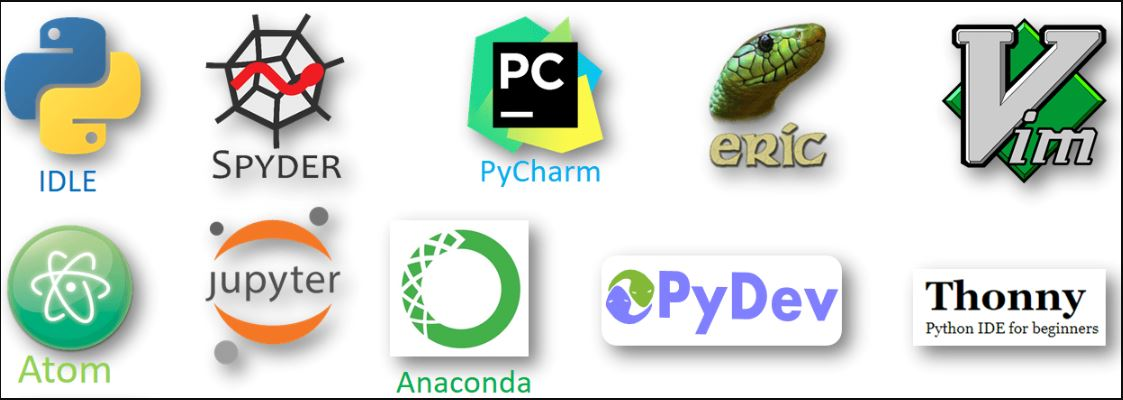 IDLE
SPYDER
PC
PyCharm
eric
Vim
Atom
jupyter
Anaconda
PyDev
Thonny
Python IDE for beginners